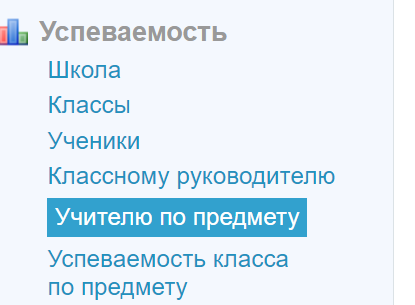 Успеваемость
Школа
Классы
Ученики
Классному руководителю
Учителю по предмету
Успеваемость класса
по предмету